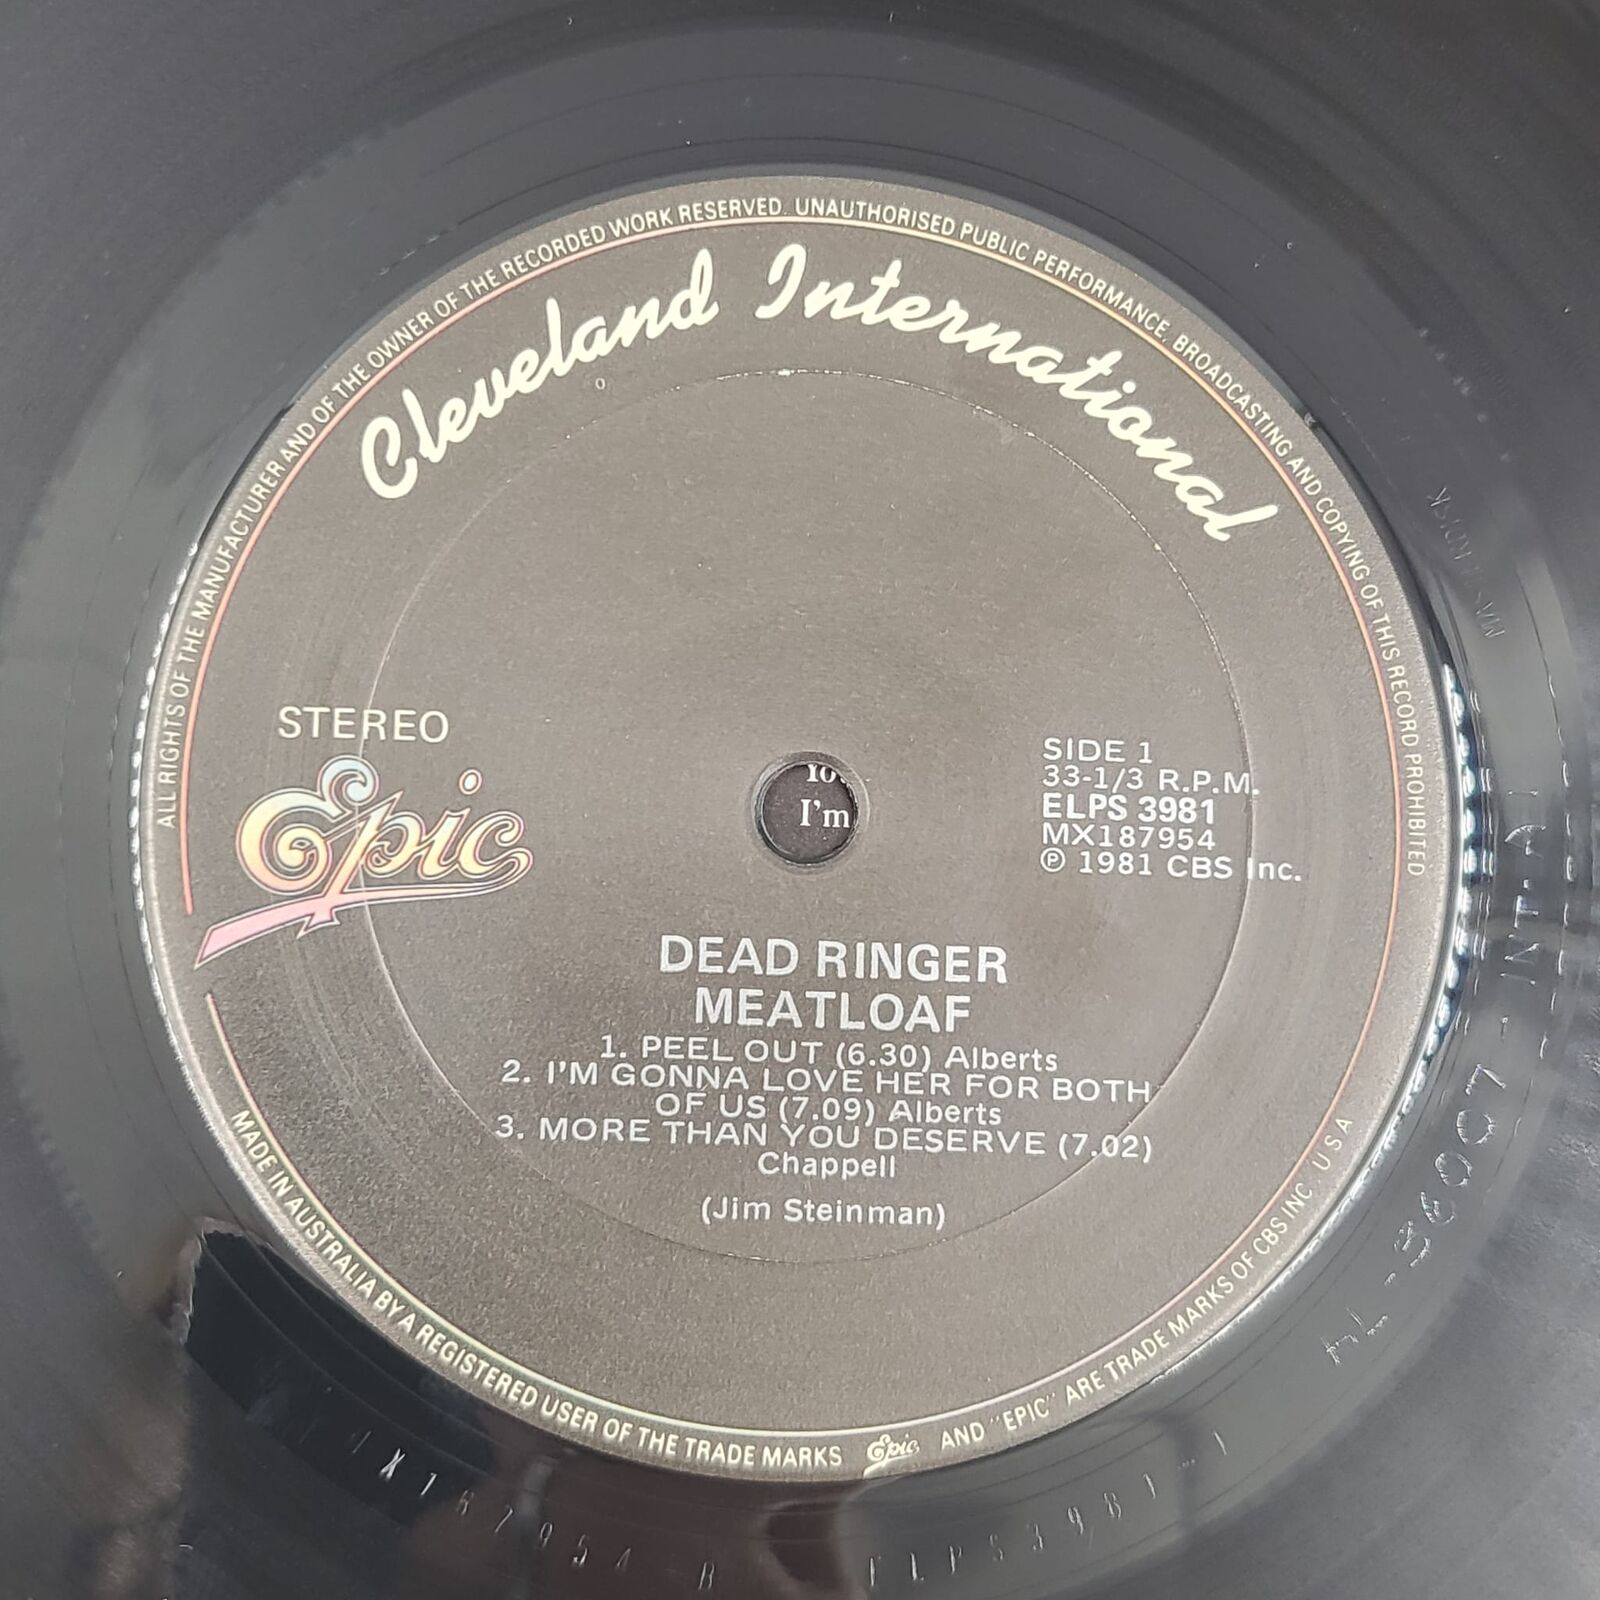 ALL RIGHTS OF THE MANUFACTURER AND OF THE OWNER OF THE RECORDED WORK RESERVED. UNAUTHORISED PUBLIC PERFORMANCE, BROADCASTING AND COPYING OF THIS RECORD PROHIBITED
Cleveland International
STEREO
Epic
SIDE 1
33-1/3 R.P.M.
ELPS 3981
MX187954
℗ 1981 CBS Inc.
I'm
DEAD RINGER
MEATLOAF
1. PEEL OUT (6.30) Alberts
2. I'M GONNA LOVE HER FOR BOTH
OF US (7.09) Alberts
3. MORE THAN YOU DESERVE (7.02)
Chappell
(Jim Steinman)
MADE IN AUSTRALIA BY A REGISTERED USER OF THE TRADE MARKS Epic AND "EPIC" ARE TRADE MARKS OF CBS INC. U S A
ELPS3981-1